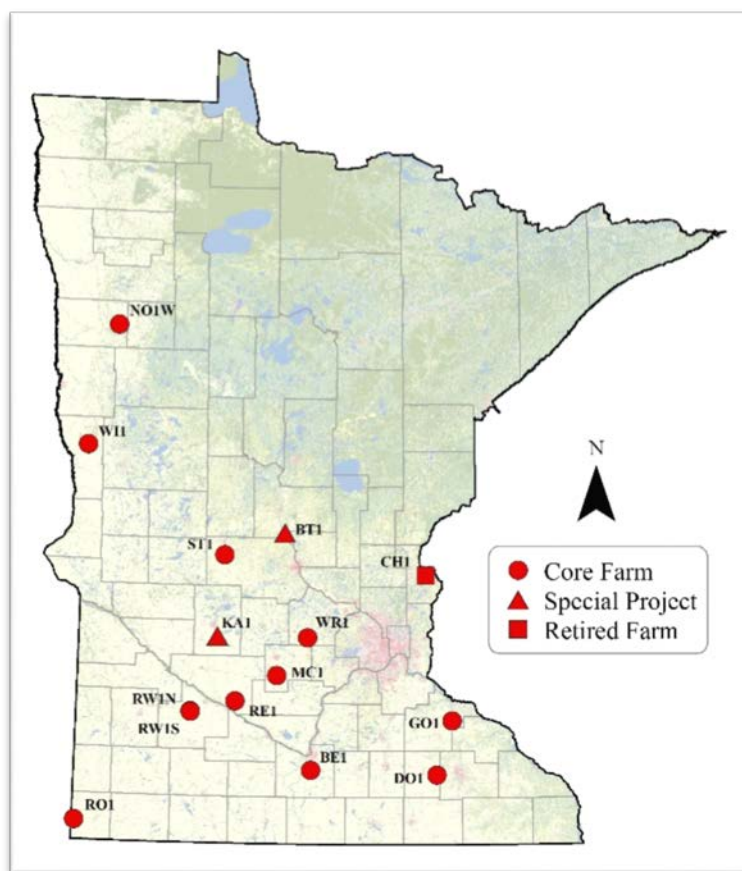 NO1W
WI1
N
BT1
ST1
CH1
Core Farm
Special Project
Retired Farm
KA1
WR1
MC1
RW1N
RE1
RW1S
GO1
BE1
DO1
RO1